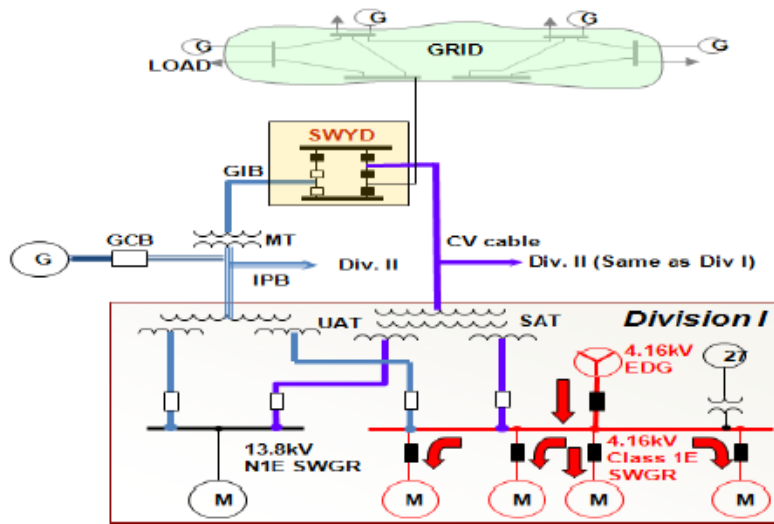 G
G
G
G
GRID
LOAD
SWYD
GIB
GCB
MT
CV cable
G
Div. II
Div. II (Same as Div I)
IPB
UAT
SAT
Division I
4.16kV
EDG
27
13.8kV
N1E SWGR
4.16kV
Class 1E
SWGR
M
M
M
M
M